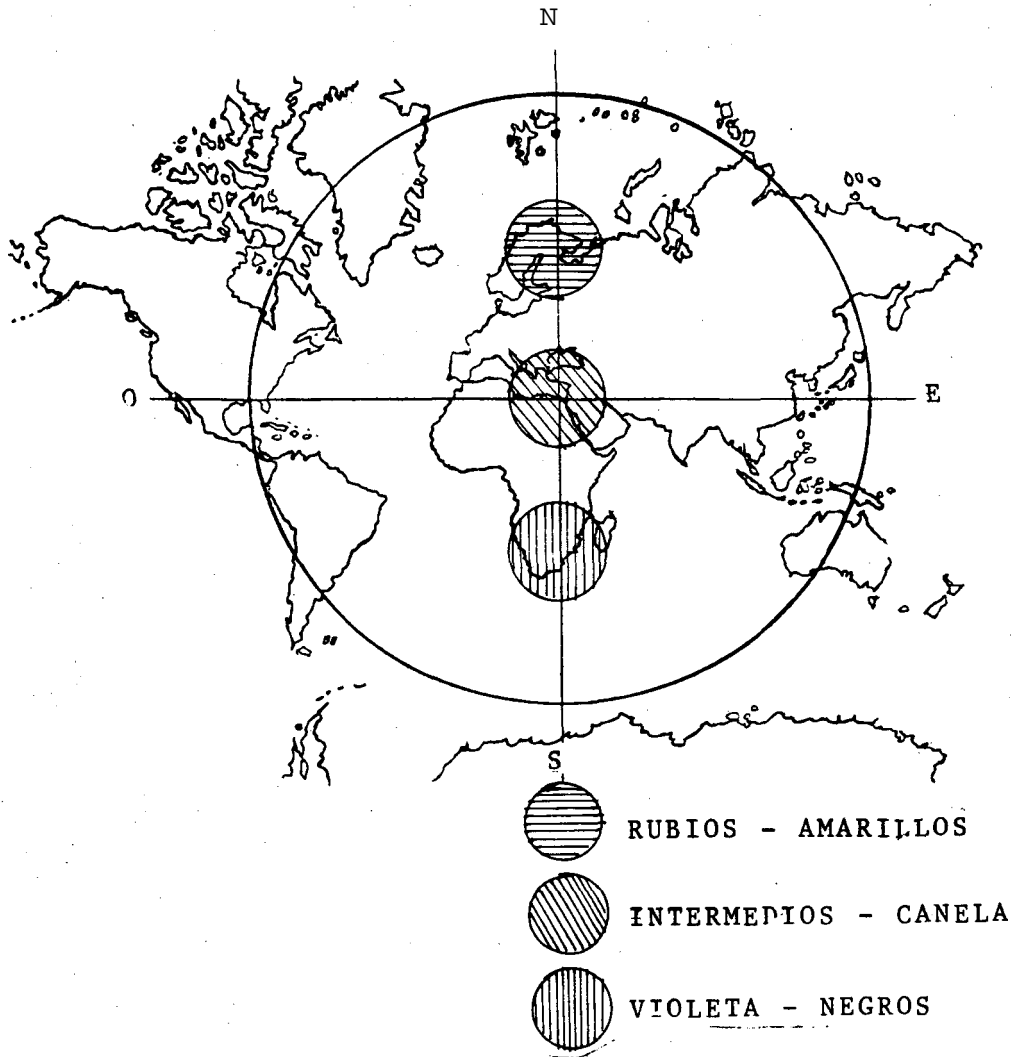 N
O
E
S
RUBIOS - AMARILLOS
INTERMEDIOS - CANELA
VIOLETA - NEGROS